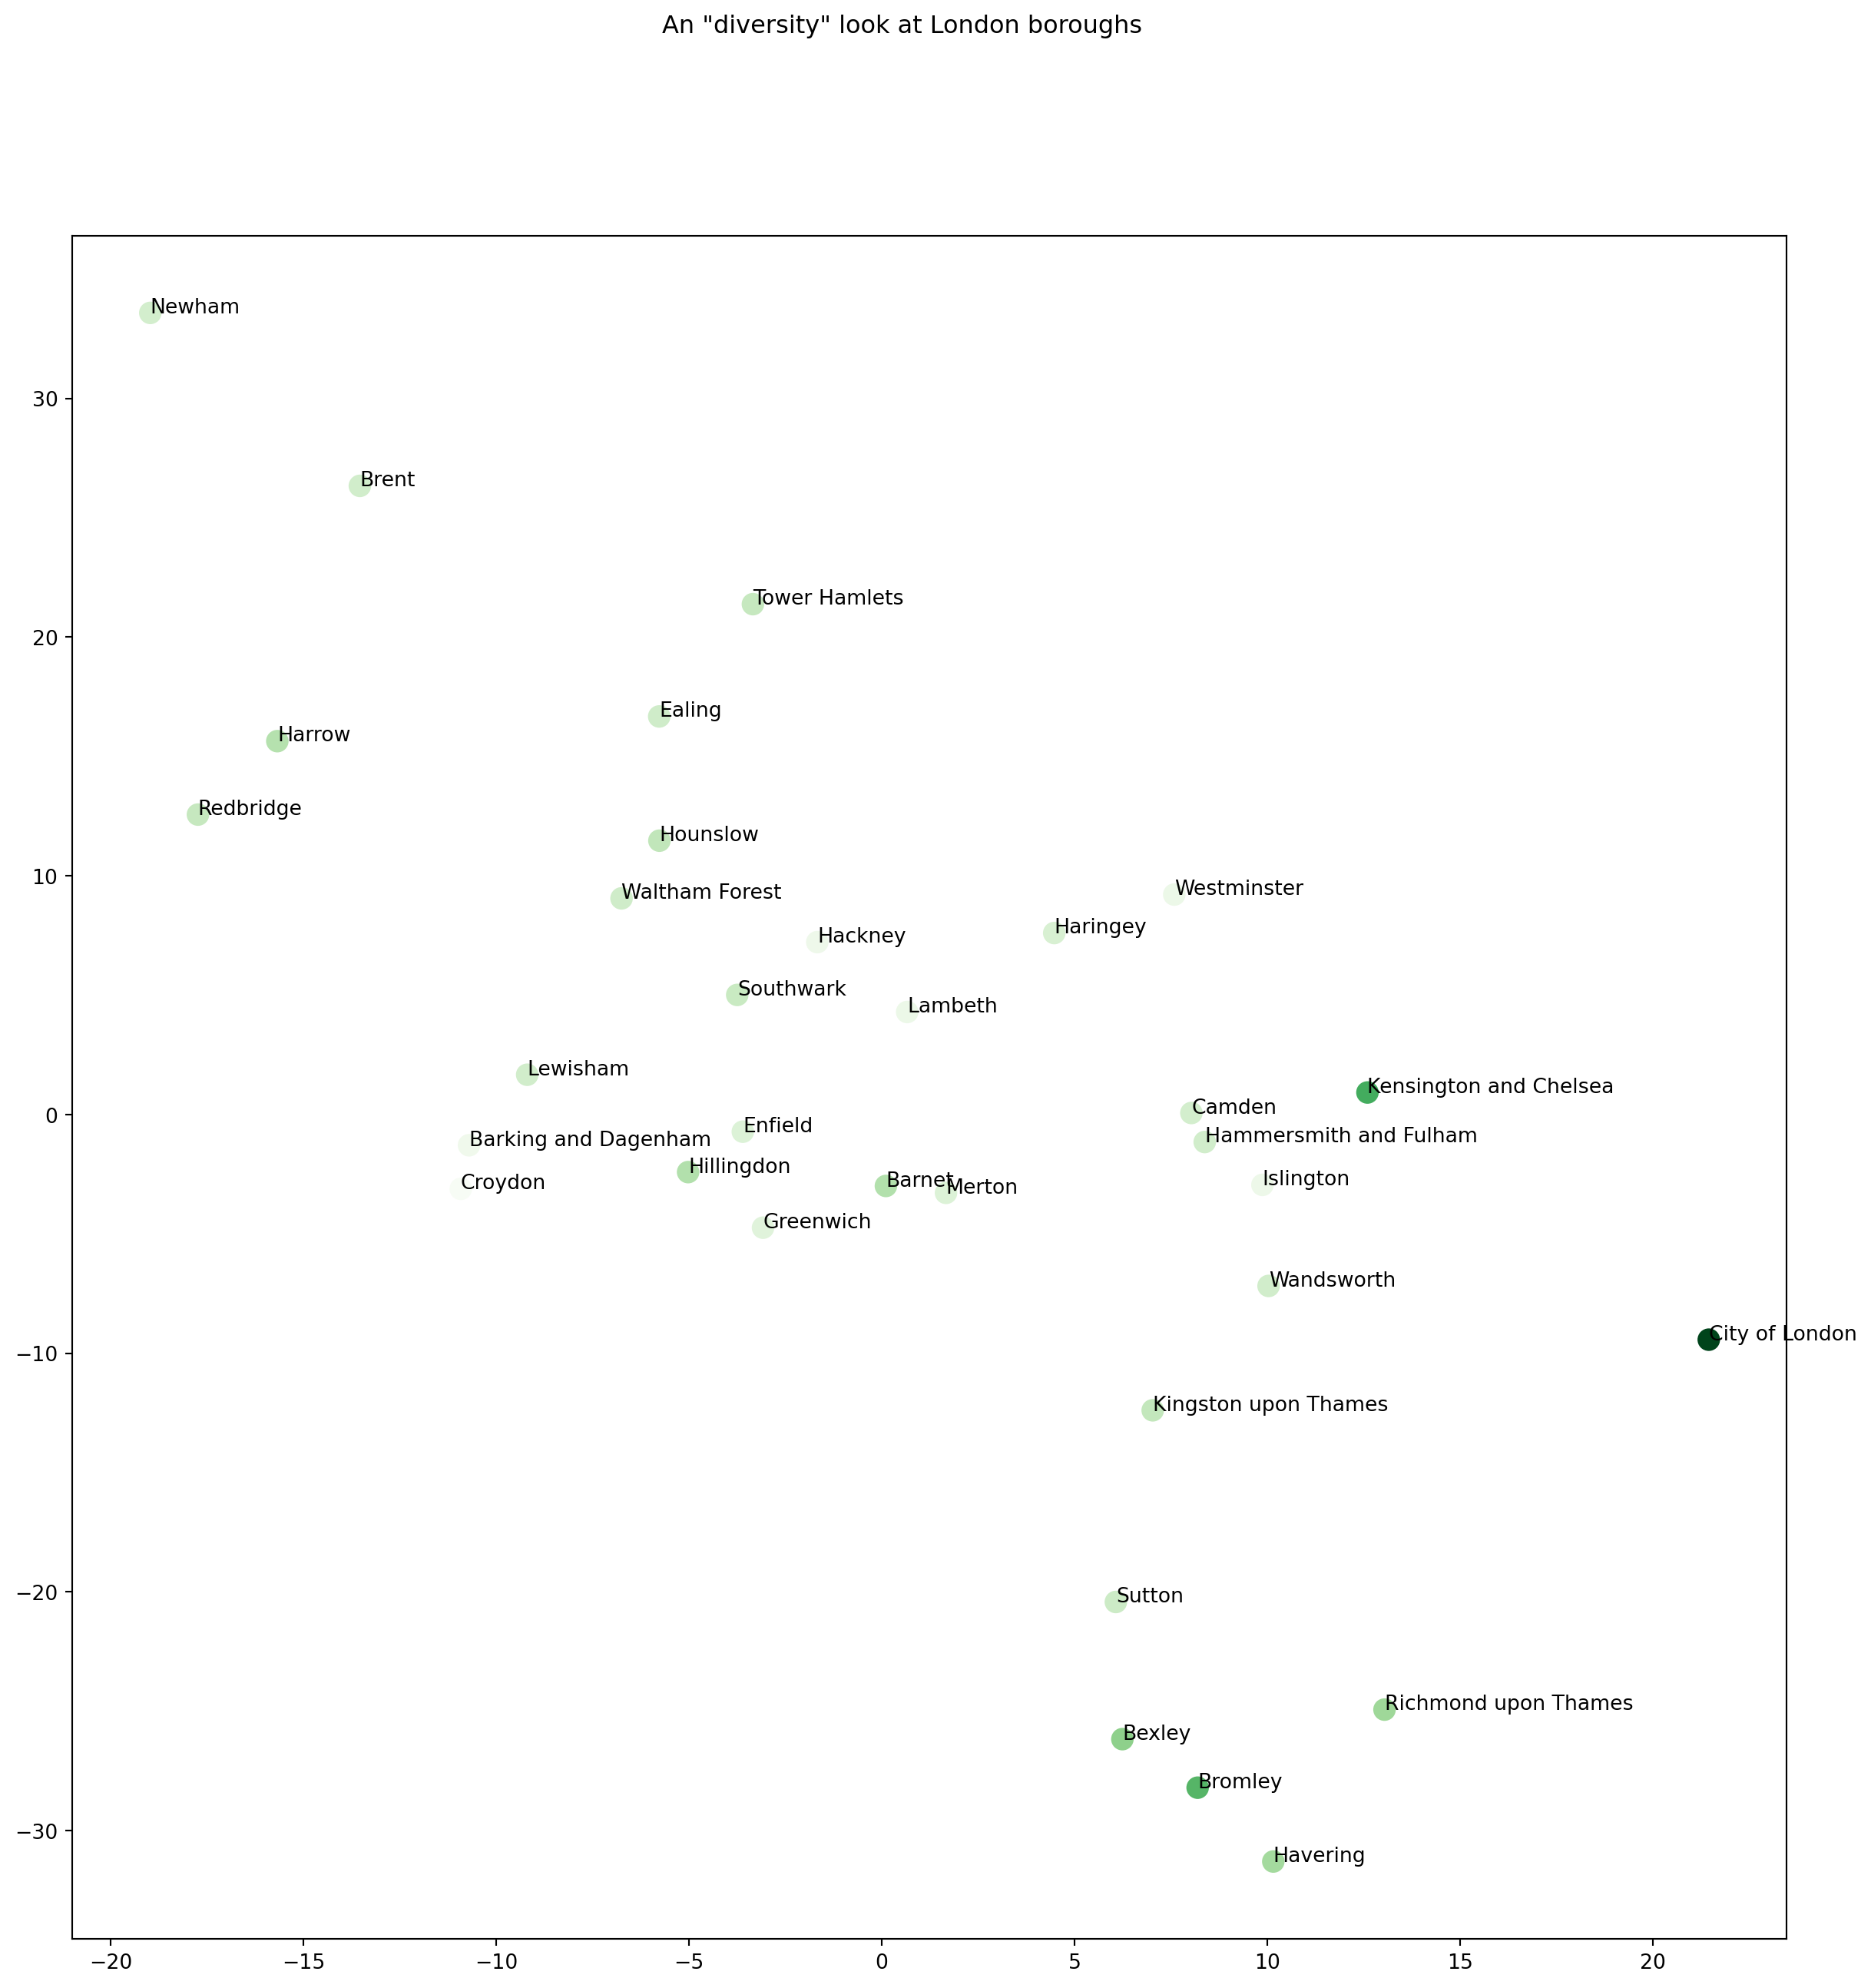 An "diversity" look at London boroughs
Newham
30
Brent
Tower Hamlets
20
Ealing
Harrow
Redbridge
Hounslow
10
Waltham Forest
Westminster
Haringey
Hackney
Southwark
Lambeth
Lewisham
Kensington and Chelsea
0
Camden
Enfield
Hammersmith and Fulham
Barking and Dagenham
Hillingdon
Islington
Barnet
Croydon
Merton
Greenwich
Wandsworth
City of London
−10
Kingston upon Thames
−20
Sutton
Richmond upon Thames
Bexley
Bromley
−30
Havering
−20 −15 −10 −5 0 5 10 15 20